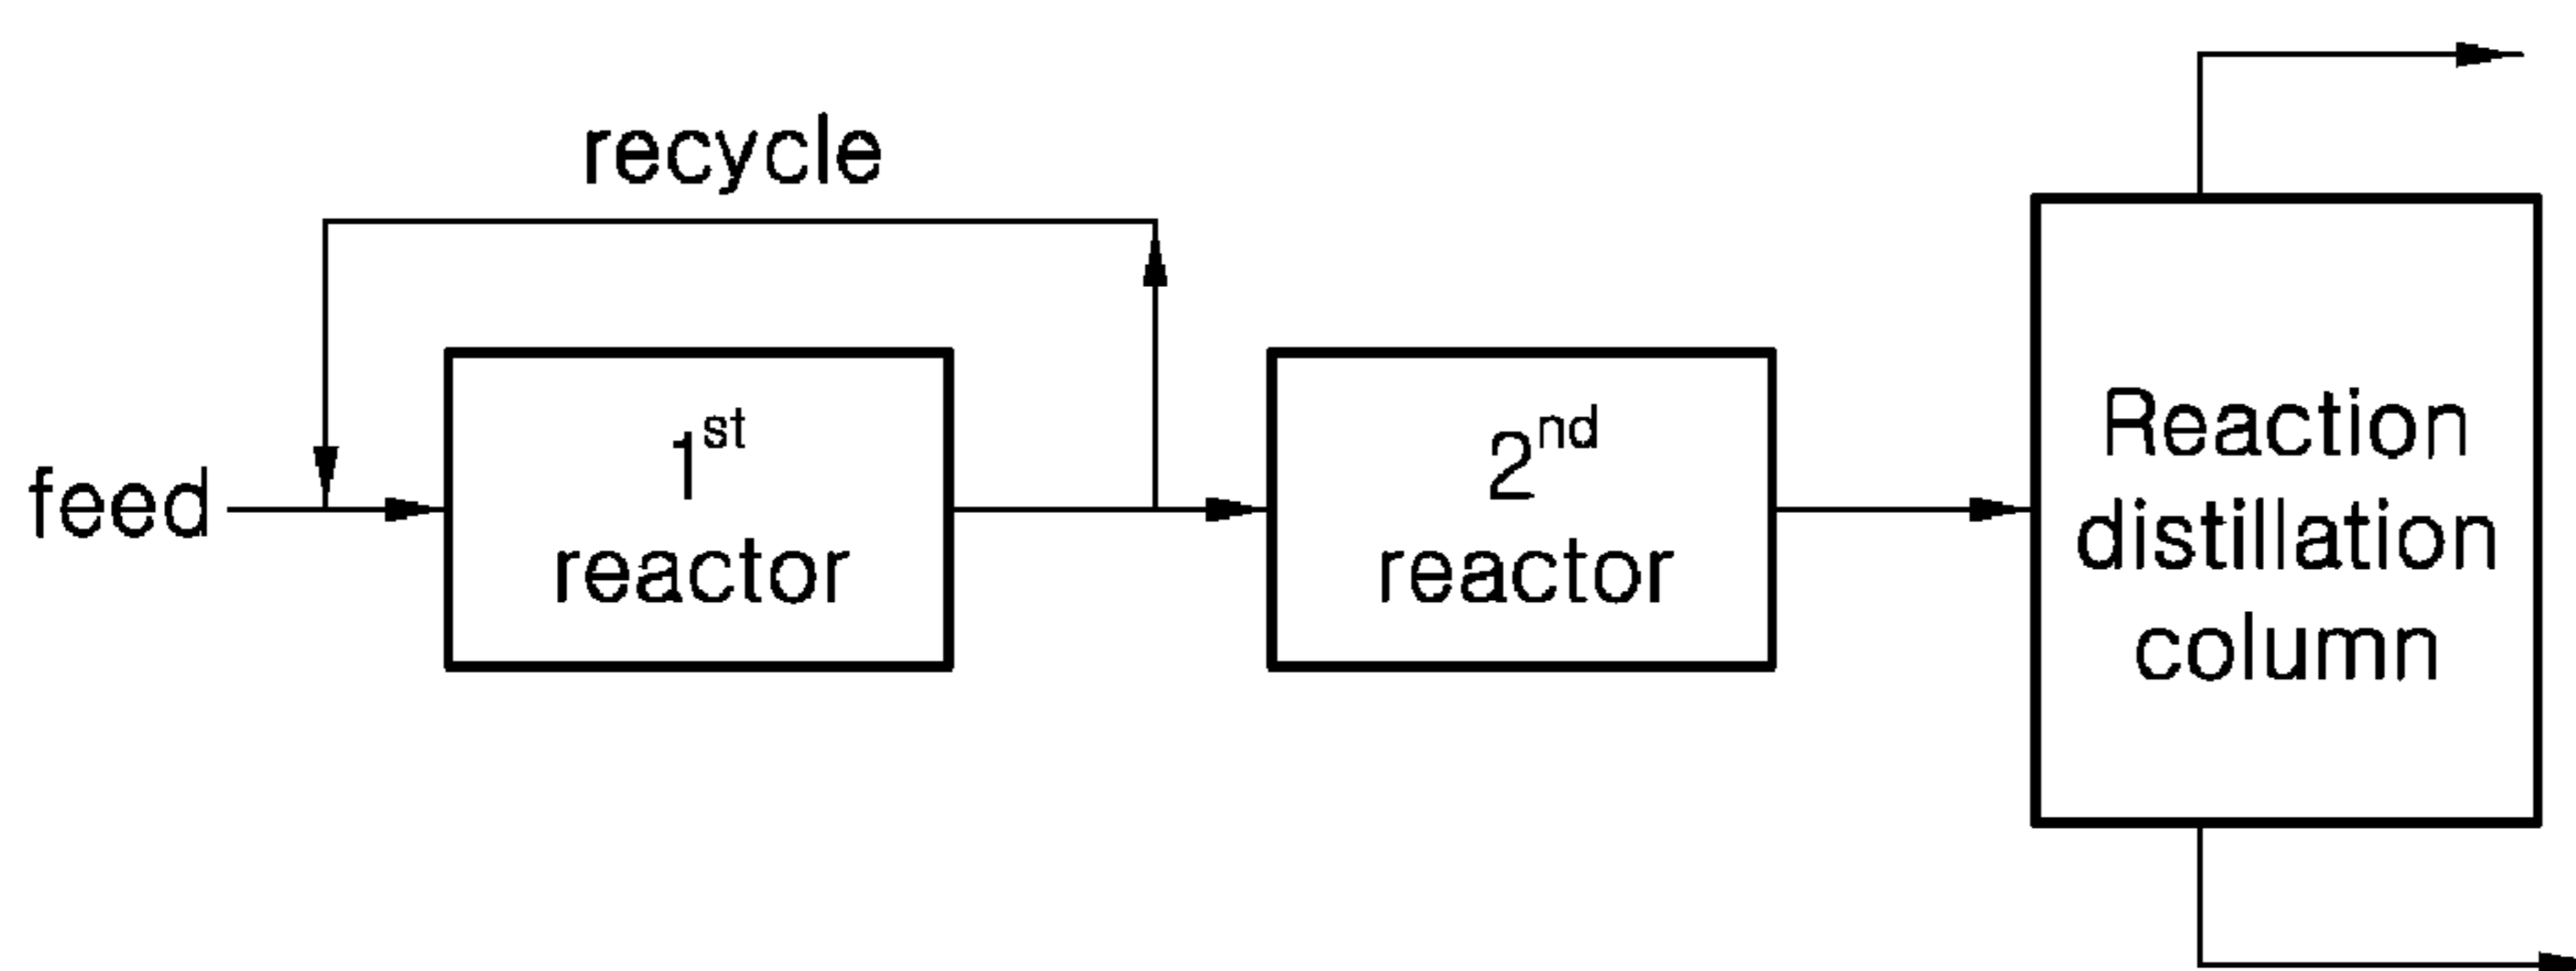 recycle
feed
1st
reactor
2nd
reactor
Reaction
distillation
column